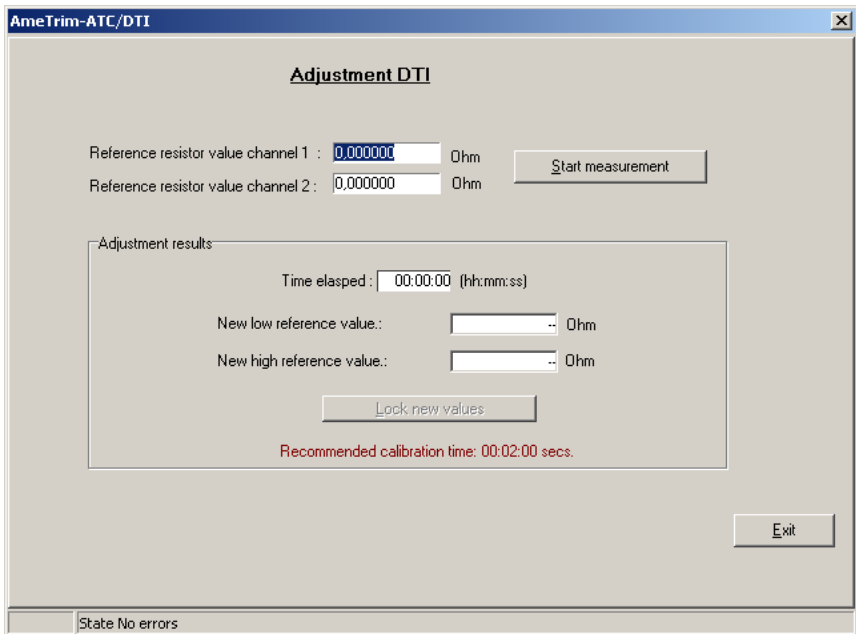 AmeTrim-ATC/DTI
Adjustment DTI
Reference resistor value channel 1 : 0,000000 Ohm
Start measurement
Reference resistor value channel 2 : 0,000000 Ohm
Adjustment results
Time elasped : 00:00:00 (hh:mm:ss)
New low reference value.: -- Ohm
New high reference value.: -- Ohm
Lock new values
Recommended calibration time: 00:02:00 secs.
Exit
State No errors